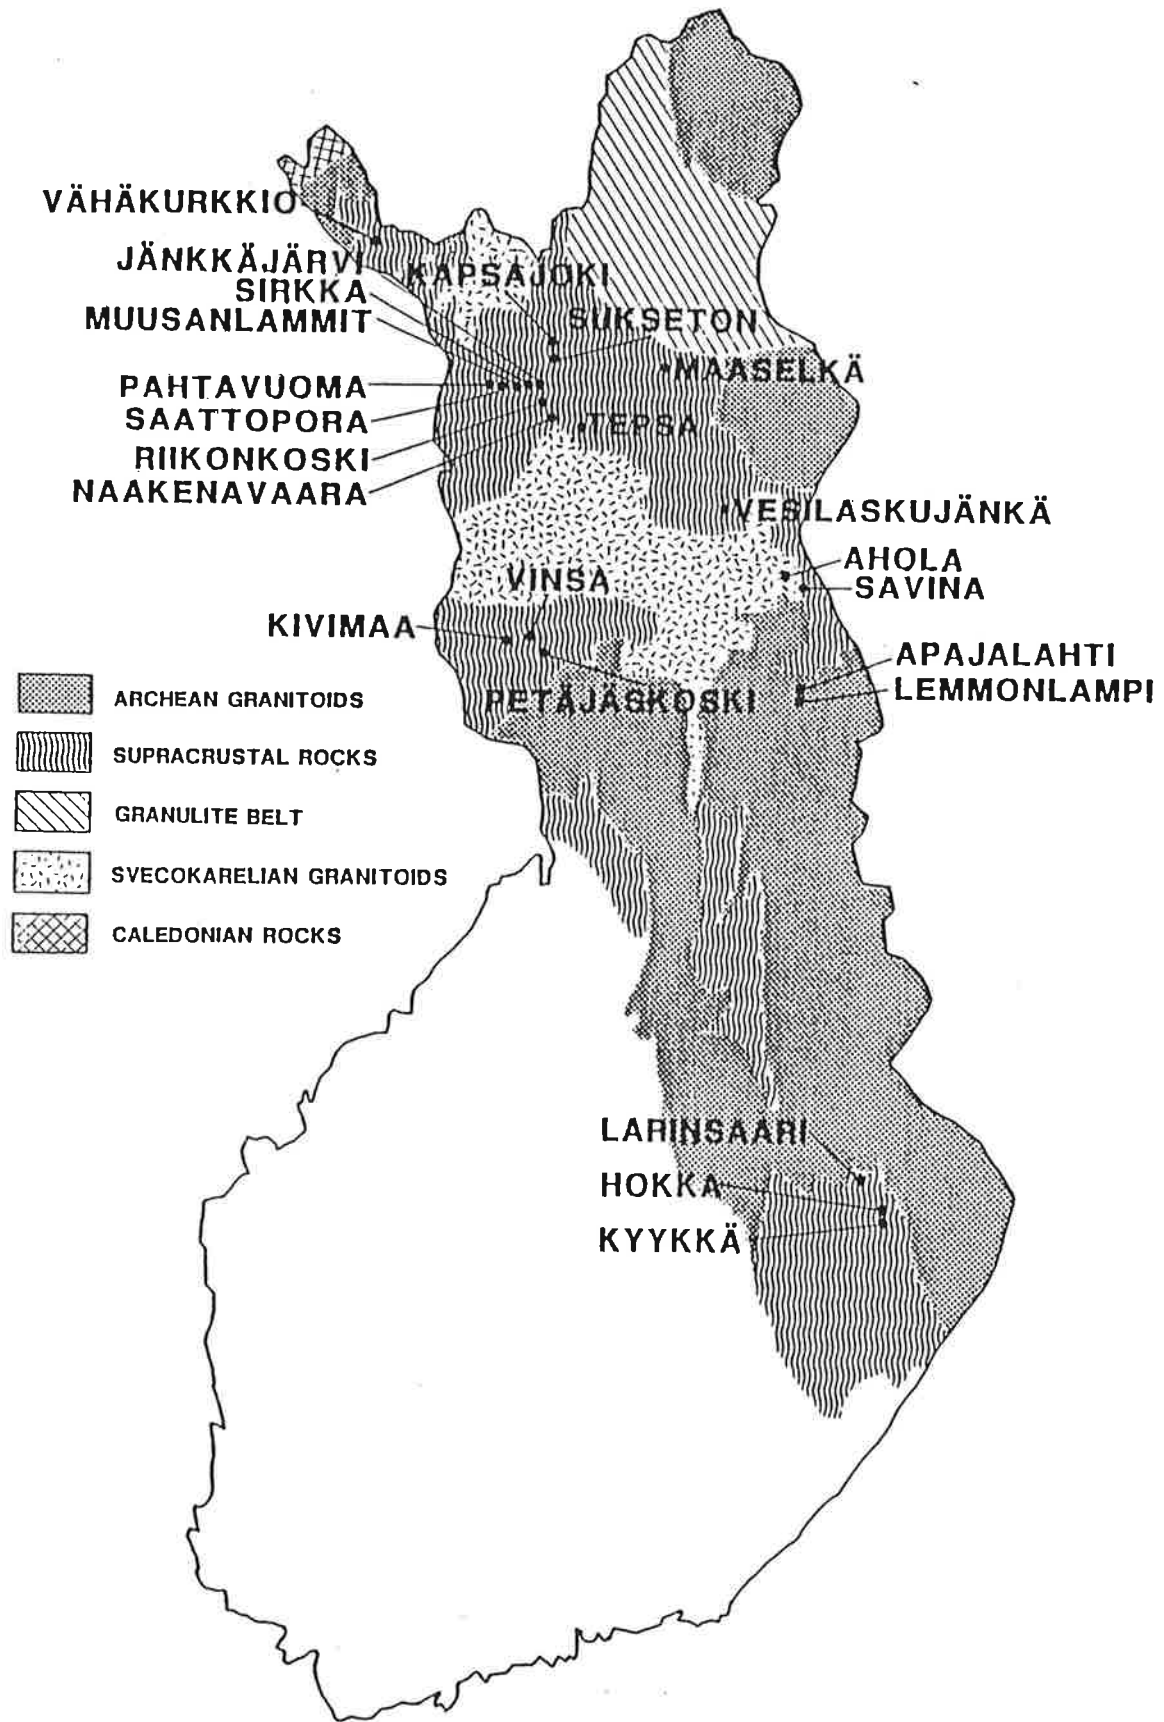 VÄHÄKURKKIO
JÄNKKÄJÄRVI
KAPSAJOKI
SIRKKA
MUUSANLAMMIT
SUKSETON
PAHTAVUOMA
MAASELKÄ
SAATTOPORA
TEPSA
RIIKONKOSKI
NAAKENAVAARA
VESILASKUJÄNKÄ
AHOLA
VINSA
SAVINA
KIVIMAA
APAJALAHTI
PETÄJÄSKOSKI
LEMMONLAMPI
ARCHEAN GRANITOIDS
SUPRACRUSTAL ROCKS
GRANULITE BELT
SVECOKARELIAN GRANITOIDS
CALEDONIAN ROCKS
LARINSAARI
HOKKA
KYYKKÄ